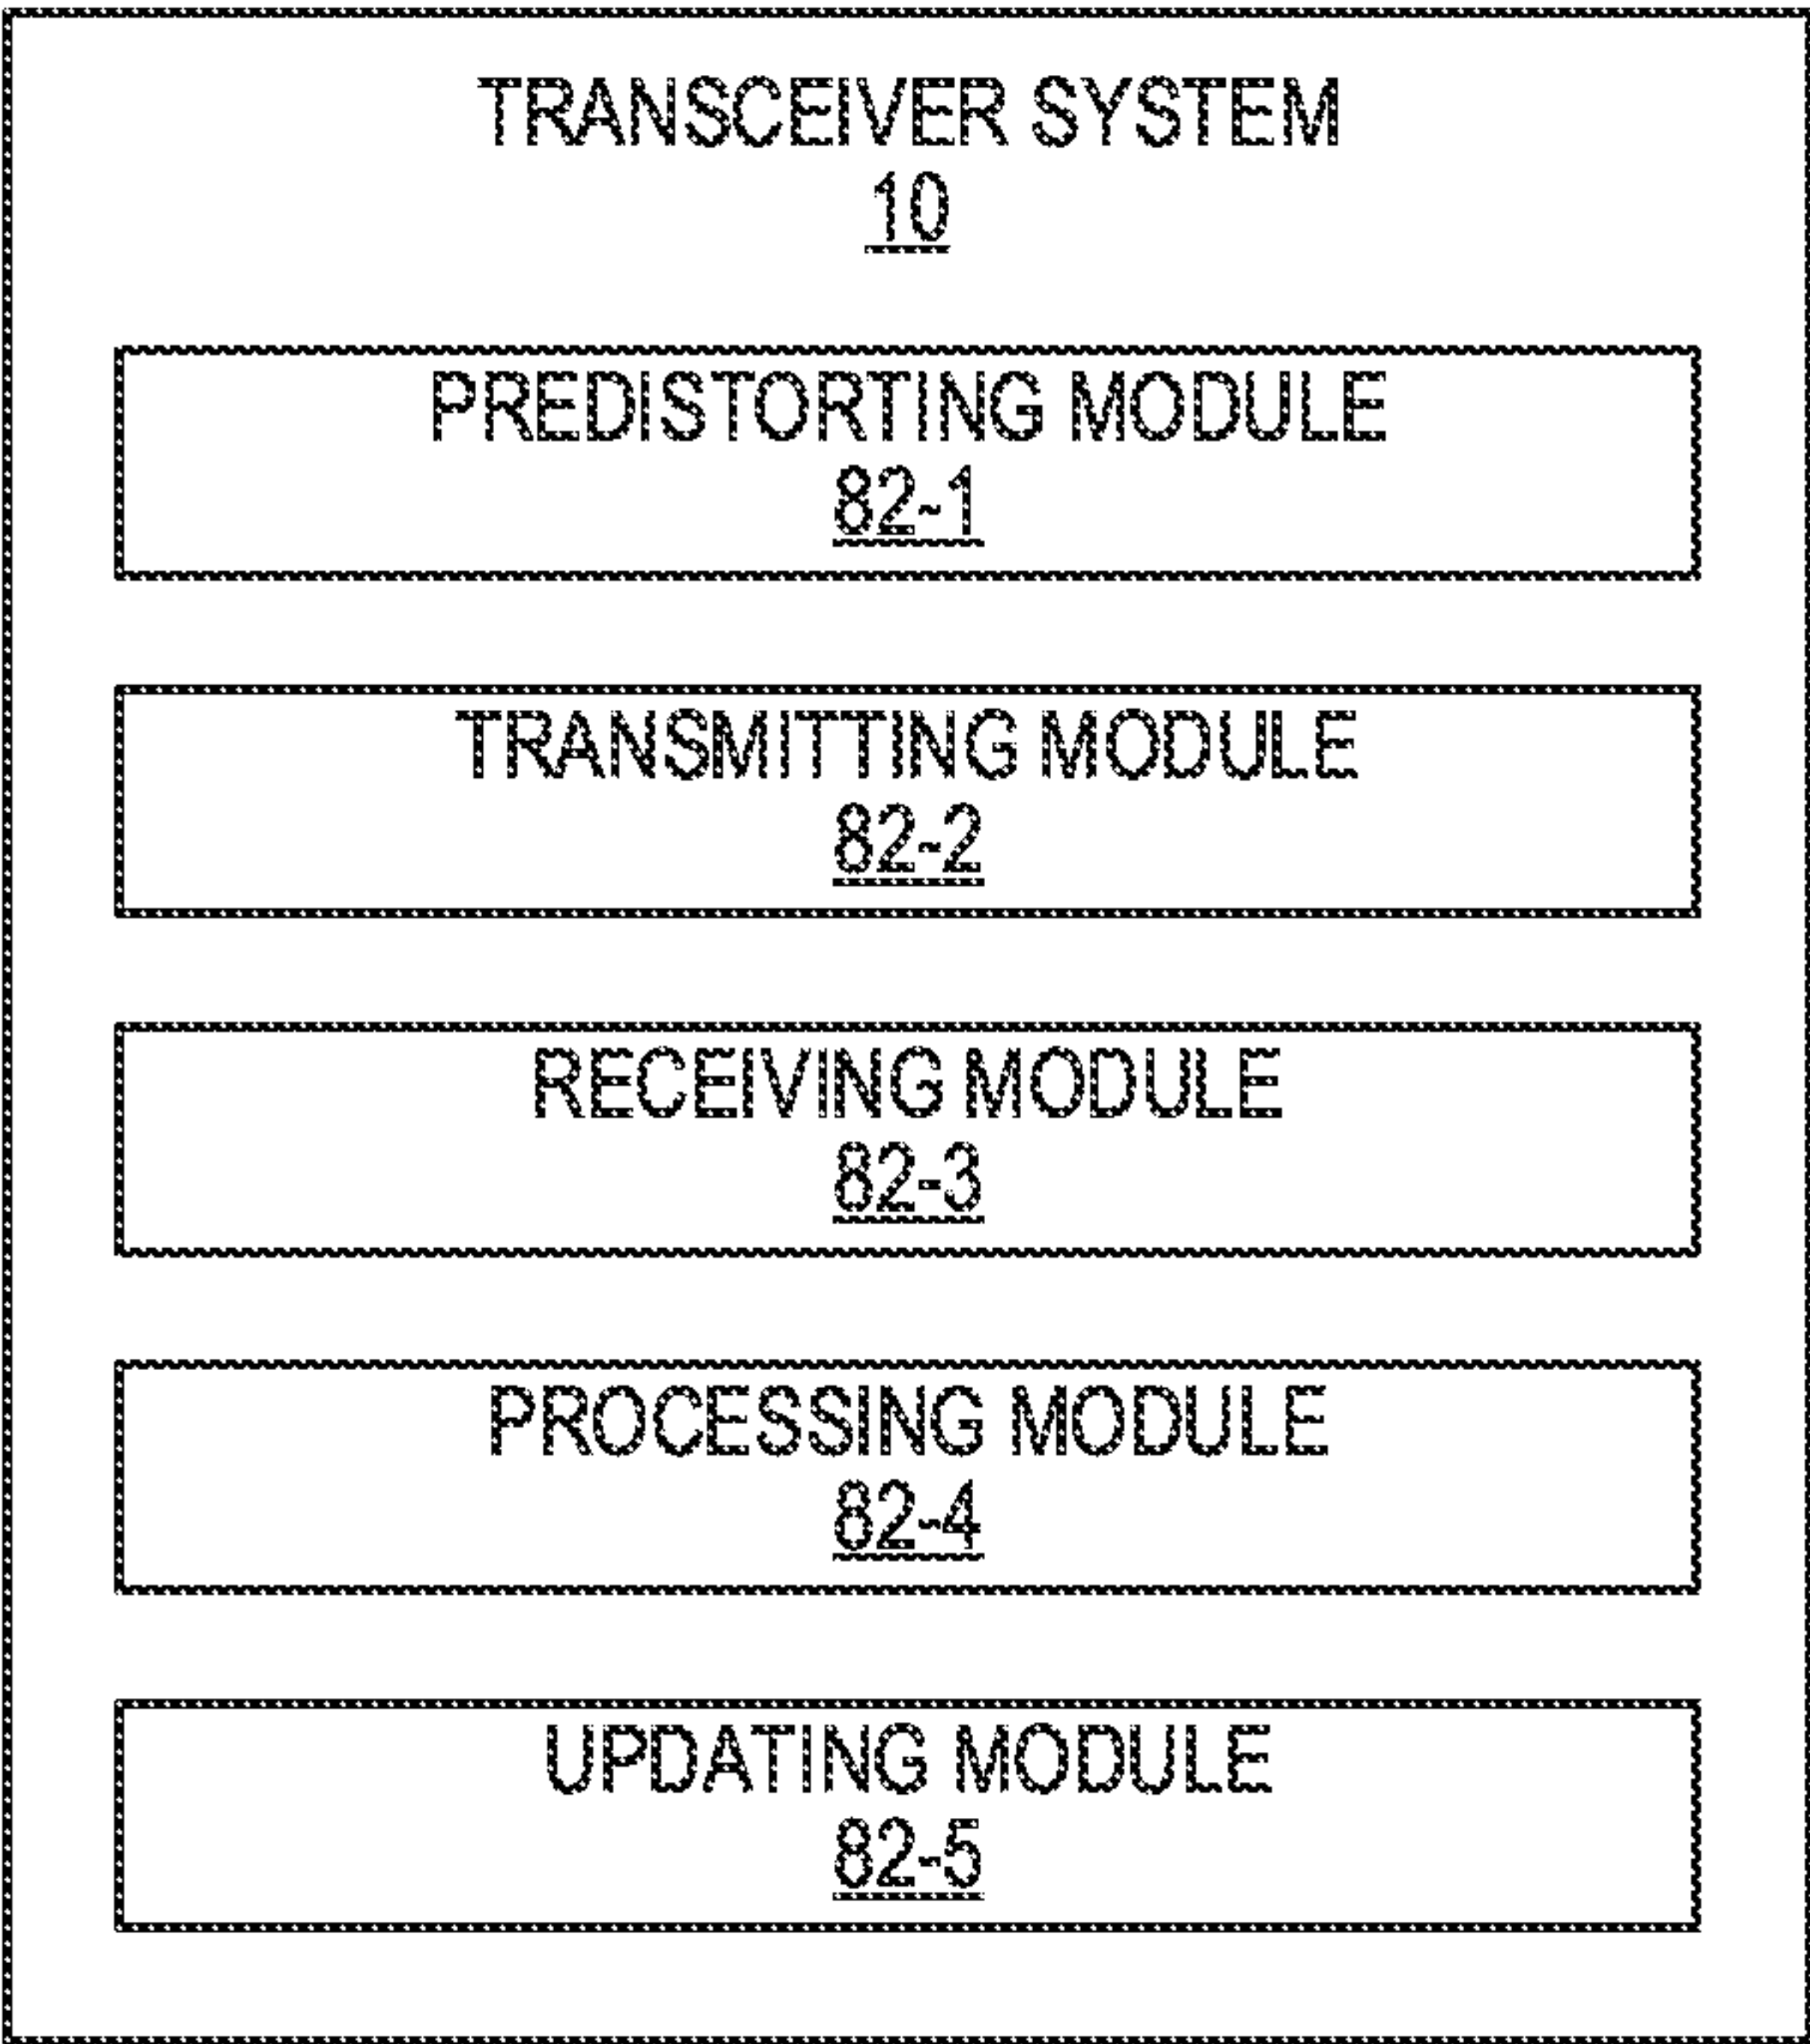 TRANSCEIVER SYSTEM
10
PREDISTORTING MODULE
82-1
TRANSMITTING MODULE
82-2
RECEIVING MODULE
82-3
PROCESSING MODULE
82-4
UPDATING MODULE
82-5